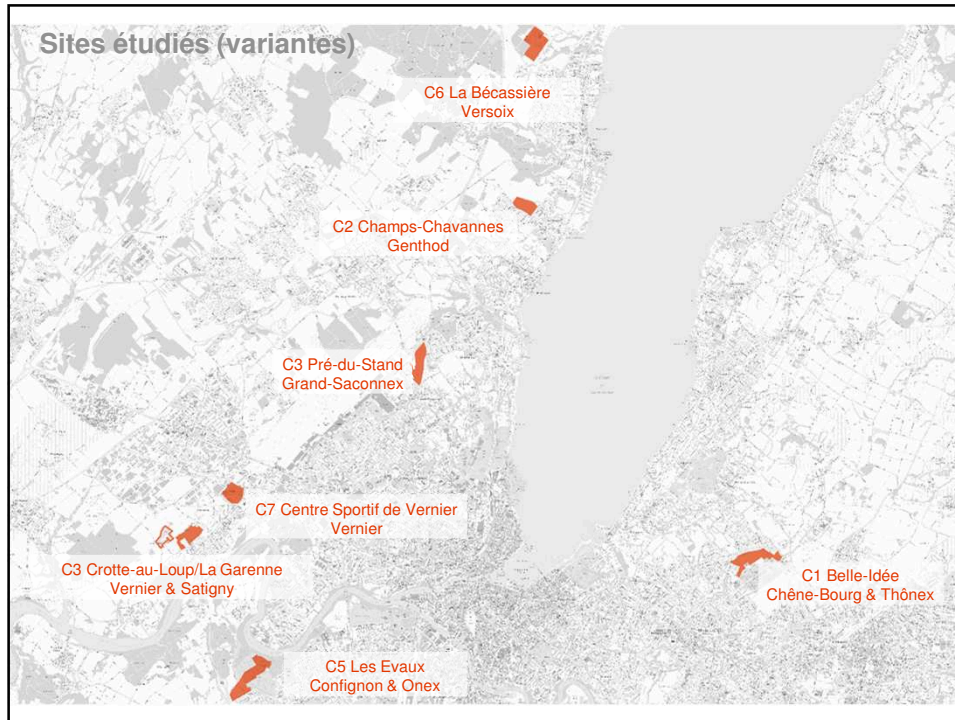 Sites étudiés (variantes)
C6 La Bécassière
Versoix
C2 Champs-Chavannes
Genthod
C3 Pré-du-Stand
Grand-Saconnex
C7 Centre Sportif de Vernier
Vernier
C3 Crotte-au-Loup/La Garenne
Vernier & Satigny
C1 Belle-Idée
Chêne-Bourg & Thônex
C5 Les Evaux
Confignon & Onex